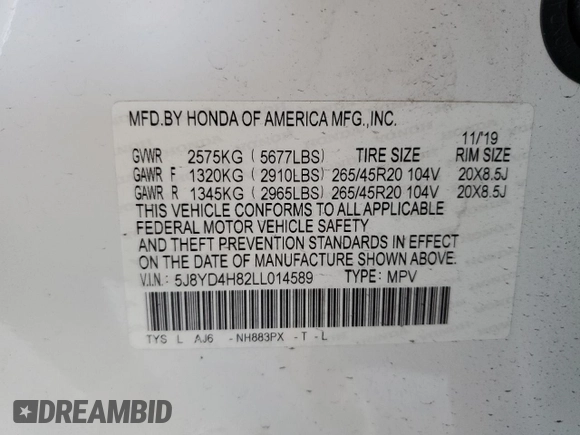 MFD.BY HONDA OF AMERICA MFG.,INC.
11/'19
GVWR 2575KG ( 5677LBS) TIRE SIZE RIM SIZE
GAWR F 1320KG ( 2910LBS) 265/45R20 104V 20X8.5J
GAWR R 1345KG ( 2965LBS) 265/45R20 104V 20X8.5J
THIS VEHICLE CONFORMS TO ALL APPLICABLE
FEDERAL MOTOR VEHICLE SAFETY
AND THEFT PREVENTION STANDARDS IN EFFECT
ON THE DATE OF MANUFACTURE SHOWN ABOVE.
V.I.N: 5J8YD4H82LL014589 TYPE: MPV
TYS L AJ6 -NH883PX -T -L
DREAMBID